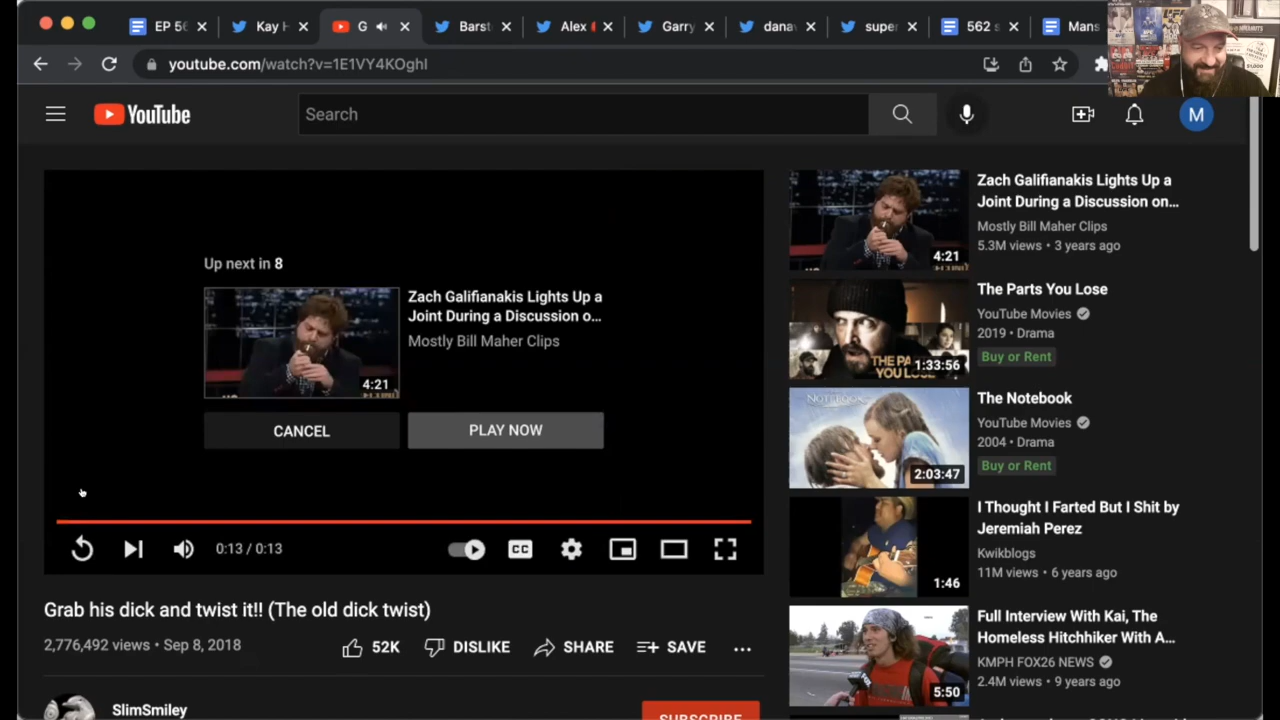 EP 56
Kay H
G
Barst
Alex
Garry
dana
super
562 s
Mans
youtube.com/watch?v=1E1VY4KOghI
YouTube
Search
M
Up next in 8
4:21
Zach Galifianakis Lights Up a
Joint During a Discussion o...
Mostly Bill Maher Clips
CANCEL
PLAY NOW
0:13 / 0:13
CC
Grab his dick and twist it!! (The old dick twist)
2,776,492 views • Sep 8, 2018
52K
DISLIKE
SHARE
SAVE
SlimSmiley
SUBSCRIBE
4:21
Zach Galifianakis Lights Up a
Joint During a Discussion on...
Mostly Bill Maher Clips
5.3M views • 3 years ago
THE PA
YOU LOSE
1:33:56
The Parts You Lose
YouTube Movies
2019 • Drama
Buy or Rent
NOTEBOOK
2:03:47
The Notebook
YouTube Movies
2004 • Drama
Buy or Rent
1:46
I Thought I Farted But I Shit by
Jeremiah Perez
Kwikblogs
11M views • 6 years ago
5:50
Full Interview With Kai, The
Homeless Hitchhiker With A...
KMPH FOX26 NEWS
2.4M views • 9 years ago